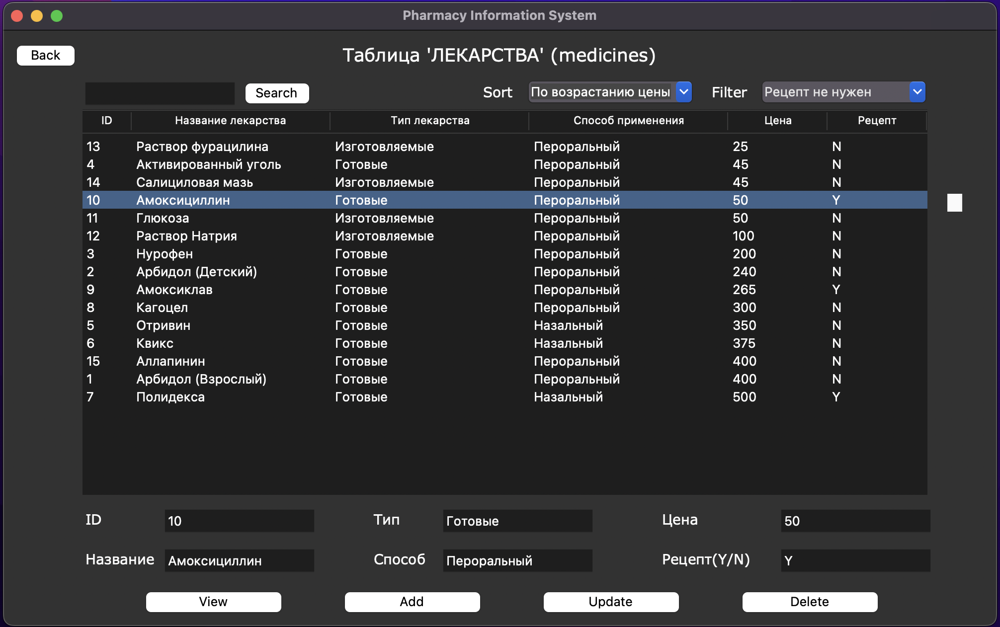 Pharmacy Information System
Back
Таблица 'ЛЕКАРСТВА' (medicines)
Search Sort По возрастанию цены Filter Рецепт не нужен
ID Название лекарства Тип лекарства Способ применения Цена Рецепт
13 Раствор фурацилина Изготовляемые Пероральный 25 N
4 Активированный уголь Готовые Пероральный 45 N
14 Салициловая мазь Изготовляемые Пероральный 45 N
10 Амоксициллин Готовые Пероральный 50 Y
11 Глюкоза Изготовляемые Пероральный 50 N
12 Раствор Натрия Изготовляемые Пероральный 100 N
3 Нурофен Готовые Пероральный 200 N
2 Арбидол (Детский) Готовые Пероральный 240 N
9 Амоксиклав Готовые Пероральный 265 Y
8 Кагоцел Готовые Пероральный 300 N
5 Отривин Готовые Назальный 350 N
6 Квикс Готовые Назальный 375 N
15 Аллапинин Готовые Пероральный 400 N
1 Арбидол (Взрослый) Готовые Пероральный 400 N
7 Полидекса Готовые Назальный 500 Y
ID 10 Тип Готовые Цена 50
Название Амоксициллин Способ Пероральный Рецепт(Y/N) Y
View Add Update Delete